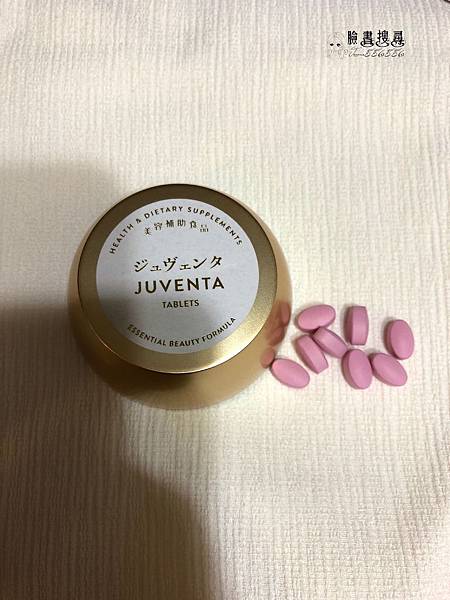 臉書搜尋
HEALTH & DIETARY SUPPLEMENTS
美容補助食品
ジュヴェンタ
JUVENTA
TABLETS
ESSENTIAL BEAUTY FORMULA